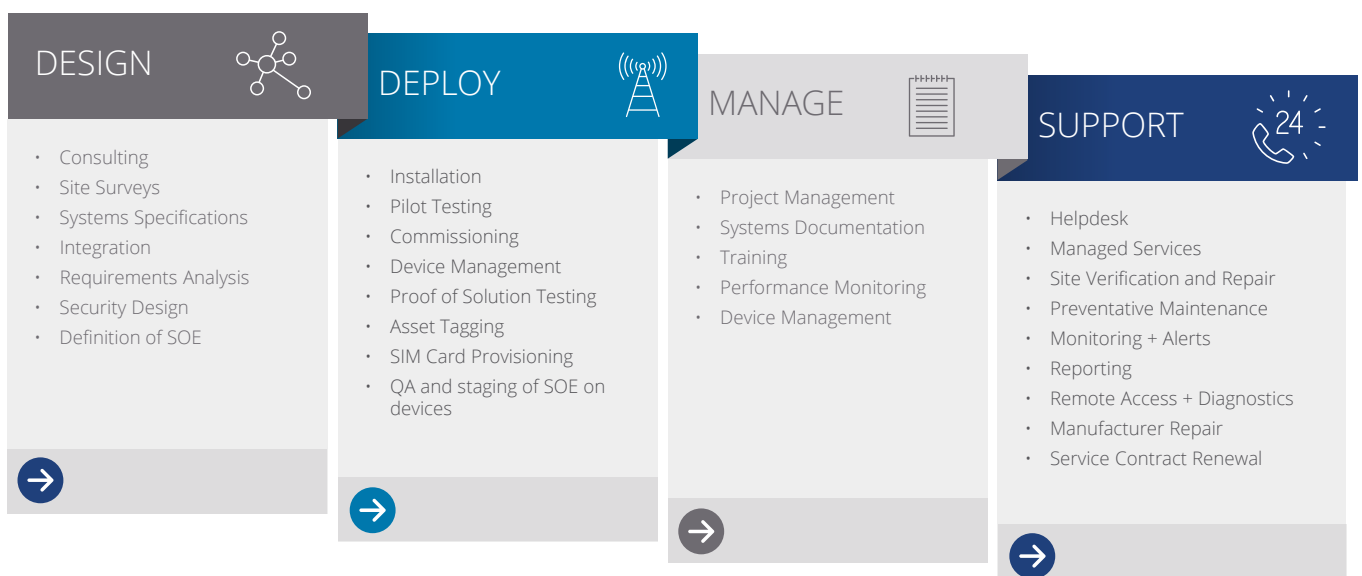 DESIGN
• Consulting
• Site Surveys
• Systems Specifications
• Integration
• Requirements Analysis
• Security Design
• Definition of SOE
DEPLOY
• Installation
• Pilot Testing
• Commissioning
• Device Management
• Proof of Solution Testing
• Asset Tagging
• SIM Card Provisioning
• QA and staging of SOE on
devices
MANAGE
• Project Management
• Systems Documentation
• Training
• Performance Monitoring
• Device Management
SUPPORT
24
• Helpdesk
• Managed Services
• Site Verification and Repair
• Preventative Maintenance
• Monitoring + Alerts
• Reporting
• Remote Access + Diagnostics
• Manufacturer Repair
• Service Contract Renewal